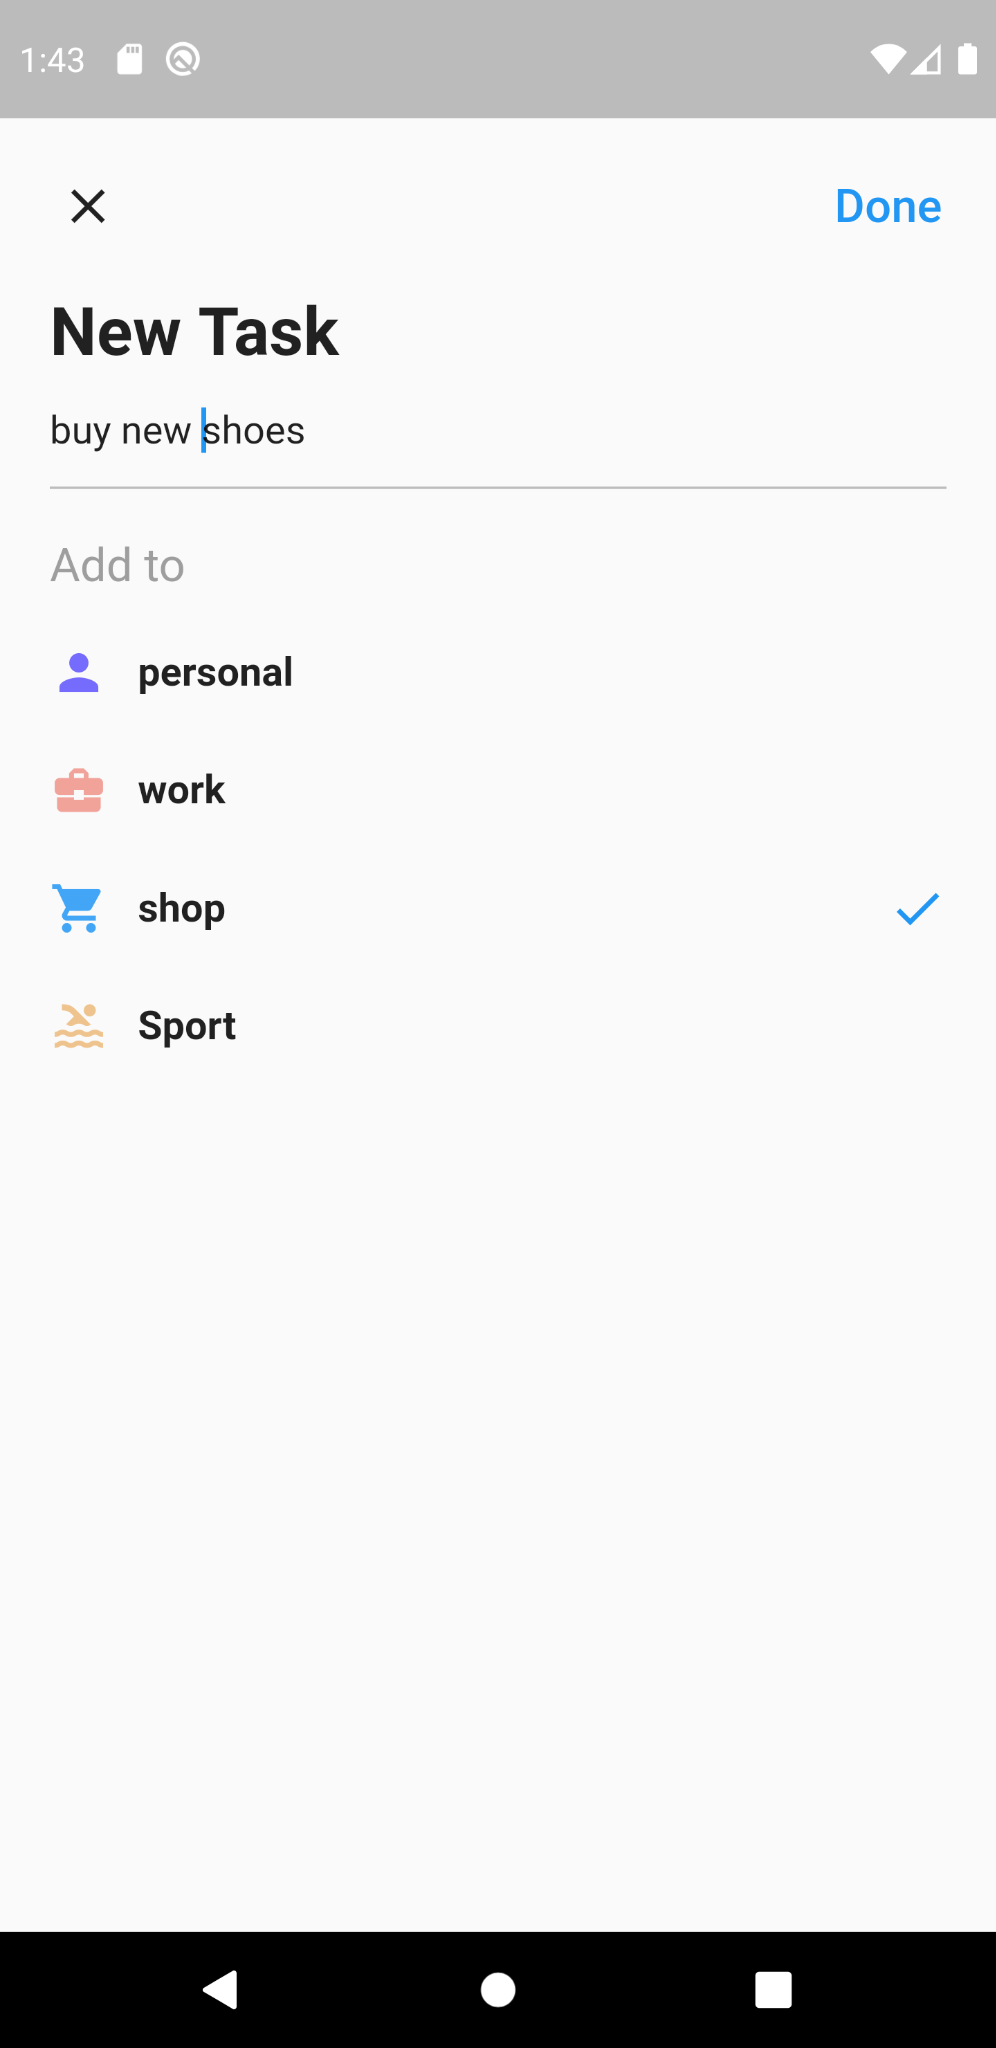 1:43
Done
New Task
buy new shoes
Add to
personal
work
shop
Sport